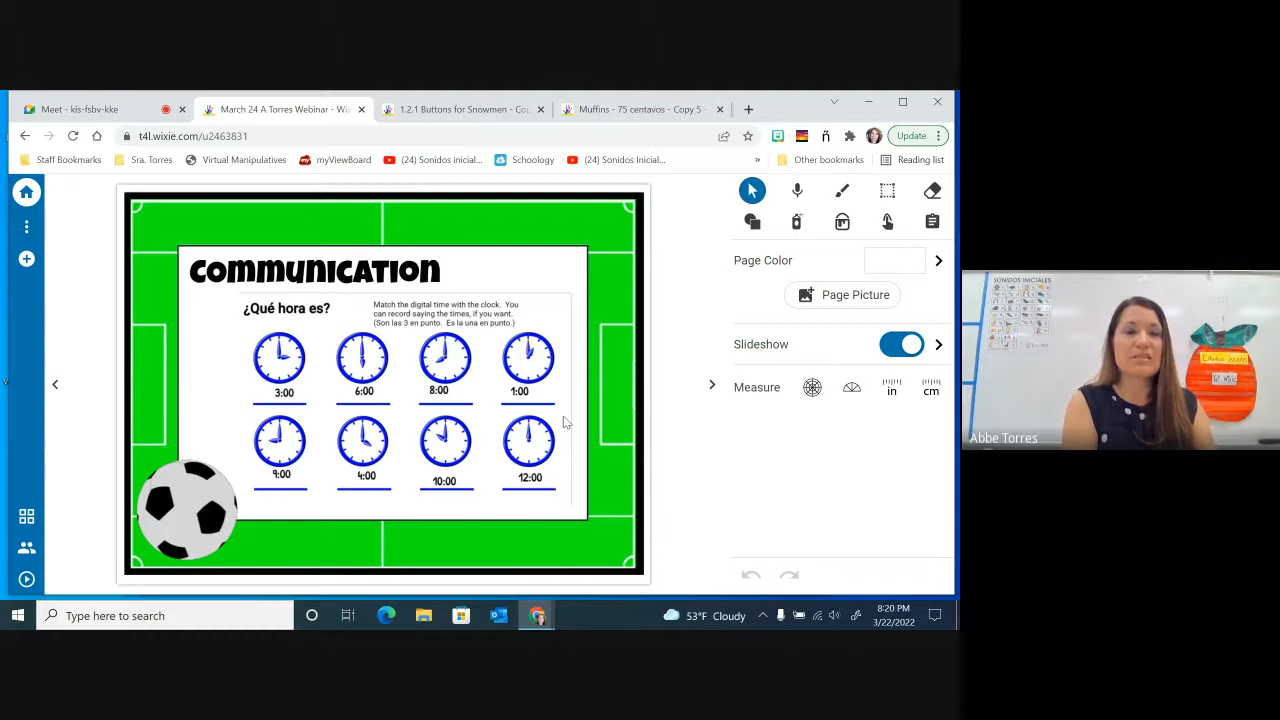 Meet - kis-fsbv-kke
March 24 A Torres Webinar - Wi
1.2.1 Buttons for Snowmen - Co
Muffins - 75 centavos - Copy 5 -
t4l.wixie.com/u2463831
ñ
Update
Staff Bookmarks
Sra. Torres
Virtual Manipulatives
myViewBoard
(24) Sonidos inicial...
Schoology
(24) Sonidos Inicial...
»
Other bookmarks
Reading list
Communication
¿Qué hora es?
Match the digital time with the clock. You
can record saying the times, if you want.
(Son las 3 en punto. Es la una en punto.)
3:00 6:00 8:00 1:00
9:00 4:00 10:00 12:00
Page Color
Page Picture
Slideshow
Measure
in
cm
SONIDOS INICIALES
Abbe Torres
Type here to search
53°F Cloudy
8:20 PM
3/22/2022